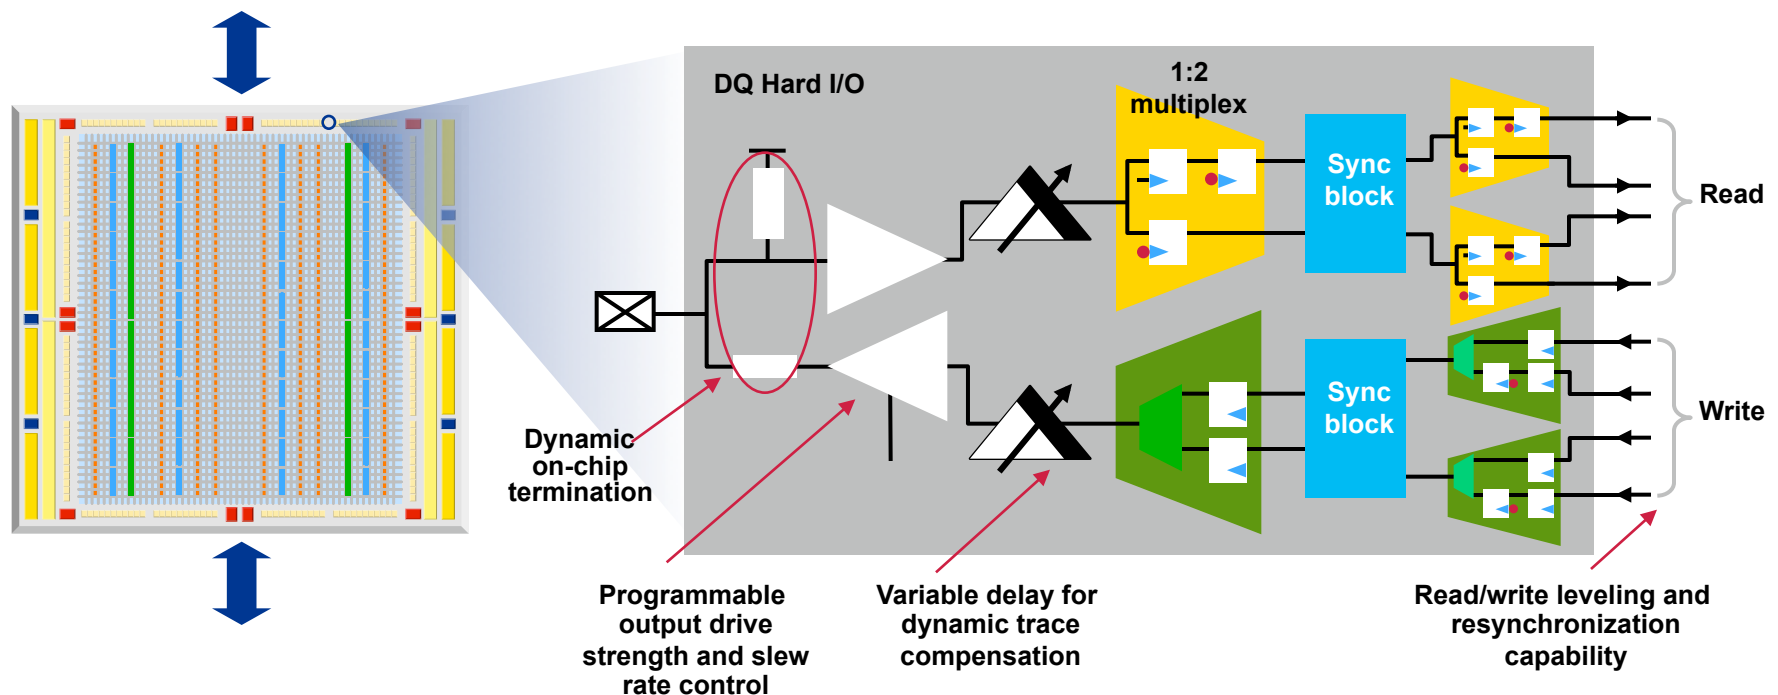 DQ Hard I/O
1:2
multiplex
Sync
block
Read
Sync
block
Write
Dynamic
on-chip
termination
Programmable
output drive
strength and slew
rate control
Variable delay for
dynamic trace
compensation
Read/write leveling and
resynchronization
capability